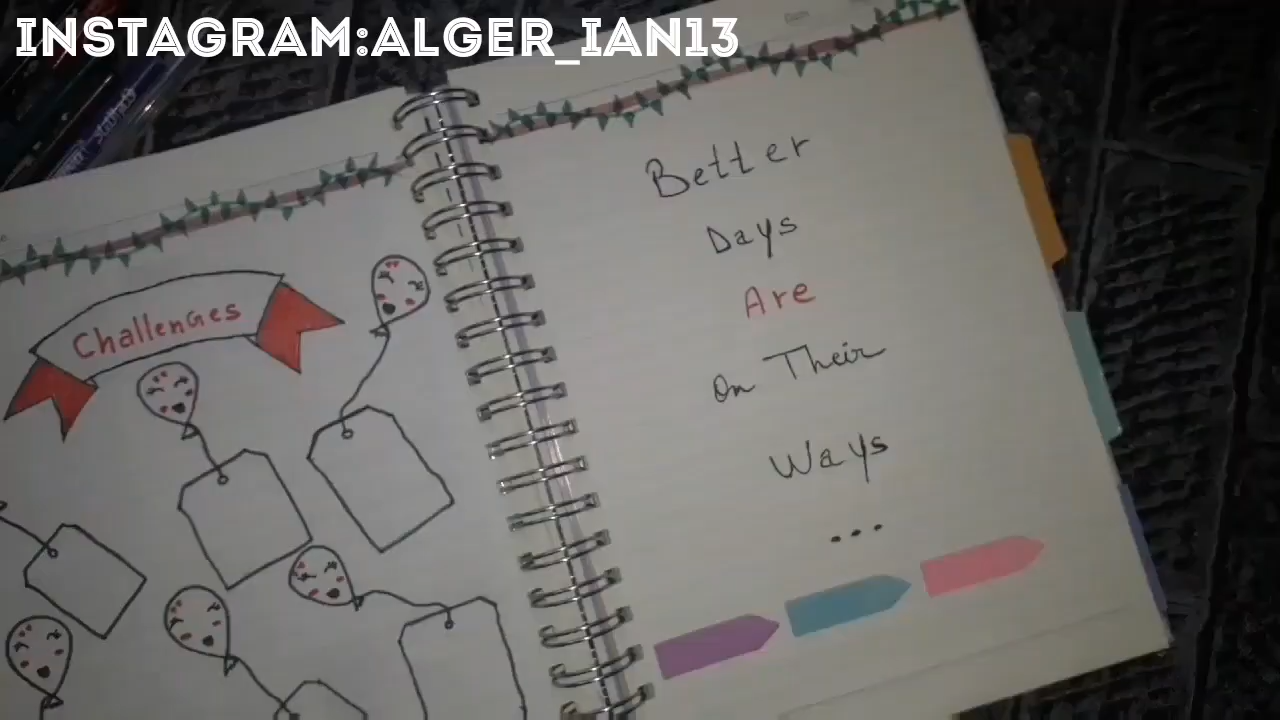 INSTAGRAM:ALGER_IAN13
Challenges
Better
Days
Are
On Their
Ways
...